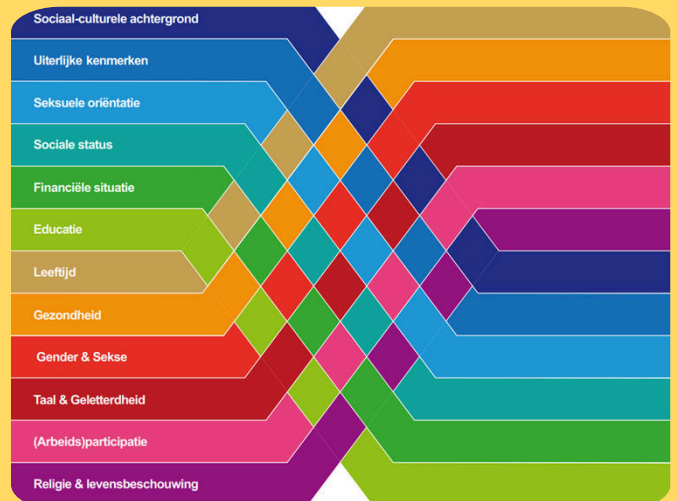 Sociaal-culturele achtergrond
Uiterlijke kenmerken
Seksuele oriëntatie
Sociale status
Financiële situatie
Educatie
Leeftijd
Gezondheid
Gender & Sekse
Taal & Geletterdheid
(Arbeids)participatie
Religie & levensbeschouwing